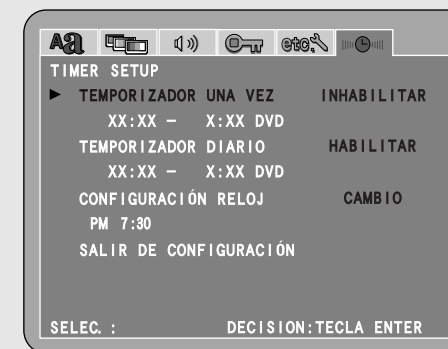 Aa etc.
TIMER SETUP
TEMPORIZADOR UNA VEZ INHABILITAR
XX:XX – X:XX DVD
TEMPORIZADOR DIARIO HABILITAR
XX:XX – X:XX DVD
CONFIGURACIÓN RELOJ CAMBIO
PM 7:30
SALIR DE CONFIGURACIÓN
SELEC. : DECISION:TECLA ENTER